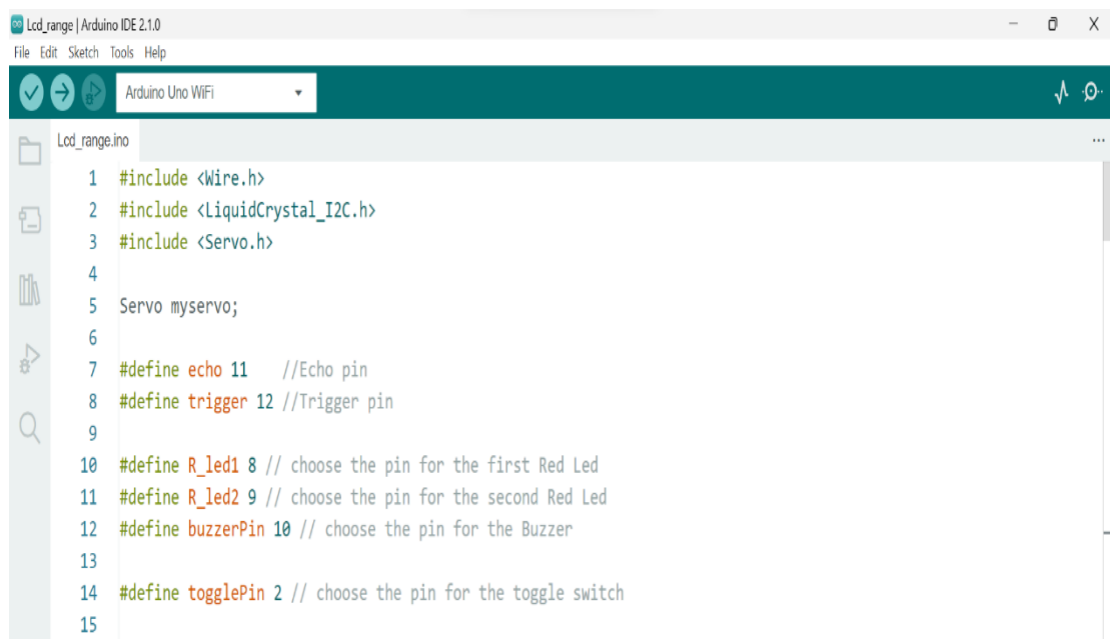 Lcd_range | Arduino IDE 2.1.0
File Edit Sketch Tools Help
Arduino Uno WiFi
Lcd_range.ino
1 #include <Wire.h>
2 #include <LiquidCrystal_I2C.h>
3 #include <Servo.h>
4
5 Servo myservo;
6
7 #define echo 11    //Echo pin
8 #define trigger 12 //Trigger pin
9
10 #define R_led1 8 // choose the pin for the first Red Led
11 #define R_led2 9 // choose the pin for the second Red Led
12 #define buzzerPin 10 // choose the pin for the Buzzer
13
14 #define togglePin 2 // choose the pin for the toggle switch
15